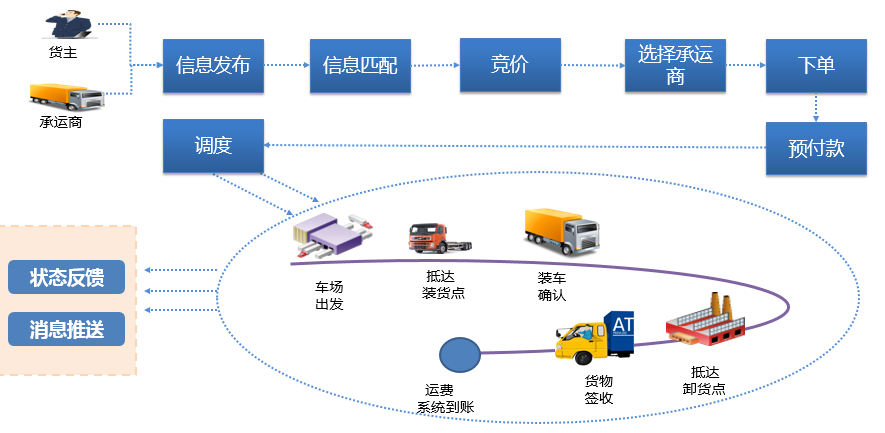 货主
承运商
信息发布
信息匹配
竞价
选择承运
商
下单
预付款
调度
车场
出发
抵达
装货点
装车
确认
抵达
卸货点
AT
货物
签收
运费
系统到账
状态反馈
消息推送